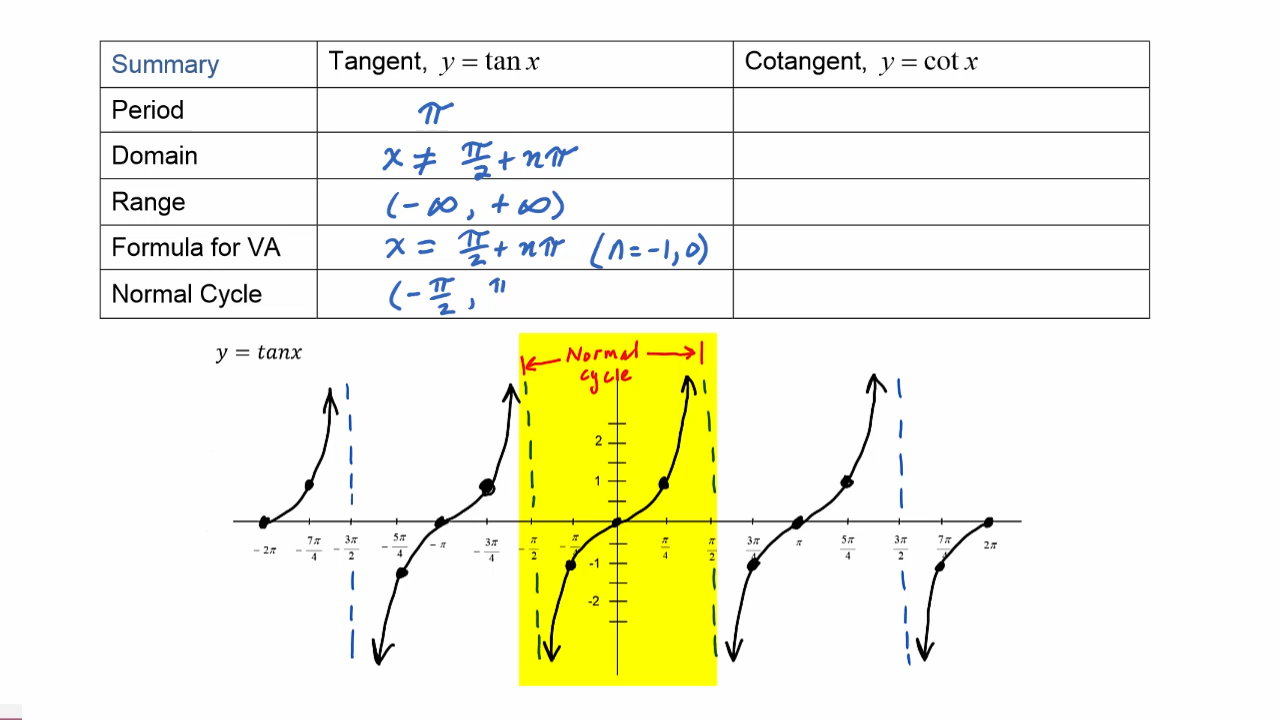 Summary Tangent, y = tan x Cotangent, y = cot x
Period π
Domain x ≠ π/2 + nπ
Range (-∞, +∞)
Formula for VA x = π/2 + nπ (n = -1, 0)
Normal Cycle (-π/2, π
y = tanx
Normal
cycle
2
1
-2π -7π/4 -3π/2 -5π/4 -π -3π/4 -π/2 -π/4 π/4 π/2 3π/4 π 5π/4 3π/2 7π/4 2π
-1
-2